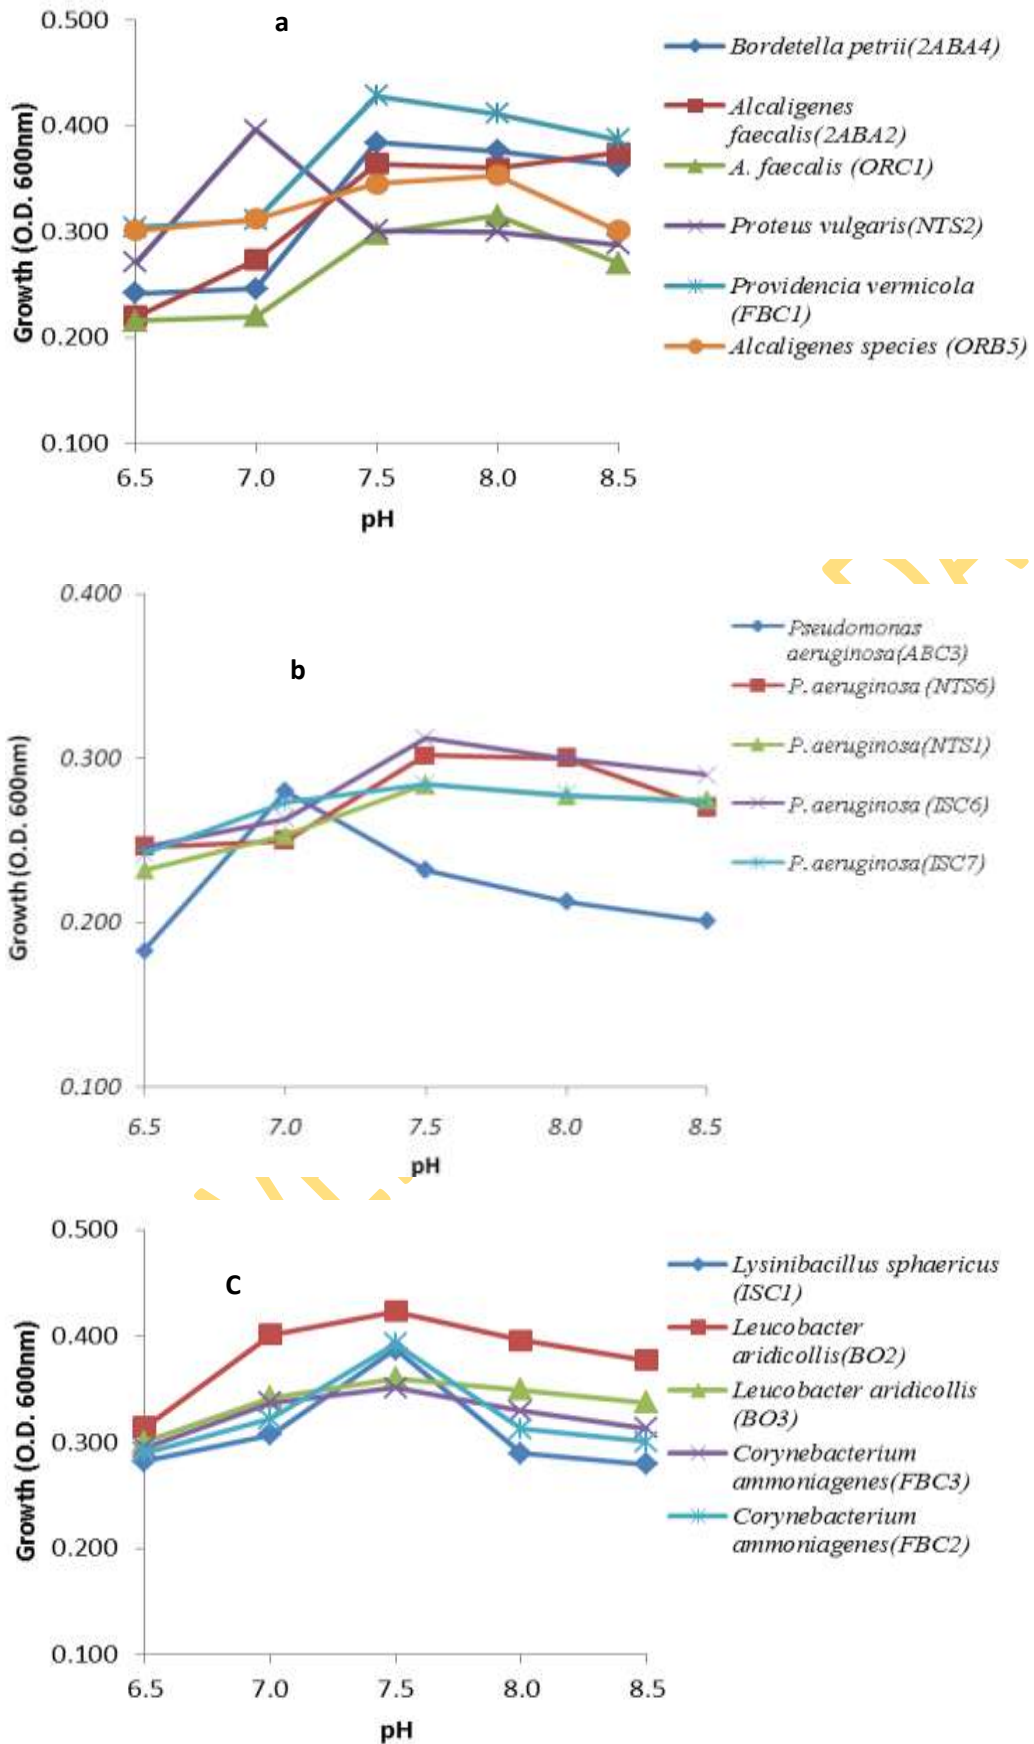 a
0.500
0.400
0.300
0.200
0.100
Growth (O.D. 600nm)
6.5 7.0 7.5 8.0 8.5
pH
Bordetella petrii(2ABA4)
Alcaligenes
faecalis(2ABA2)
A. faecalis (ORC1)
Proteus vulgaris(NTS2)
Providencia vermicola
(FBC1)
Alcaligenes species (ORB5)
b
0.400
0.300
0.200
0.100
Growth (O.D. 600nm)
6.5 7.0 7.5 8.0 8.5
pH
Pseudomonas
aeruginosa(ABC3)
P. aeruginosa (NTS6)
P. aeruginosa(NTS1)
P. aeruginosa (ISC6)
P. aeruginosa(ISC7)
C
0.500
0.400
0.300
0.200
0.100
Growth (O.D. 600nm)
6.5 7.0 7.5 8.0 8.5
pH
Lysinibacillus sphaericus
(ISC1)
Leucobacter
aridicollis(BO2)
Leucobacter aridicollis
(BO3)
Corynebacterium
ammoniagenes(FBC3)
Corynebacterium
ammoniagenes(FBC2)